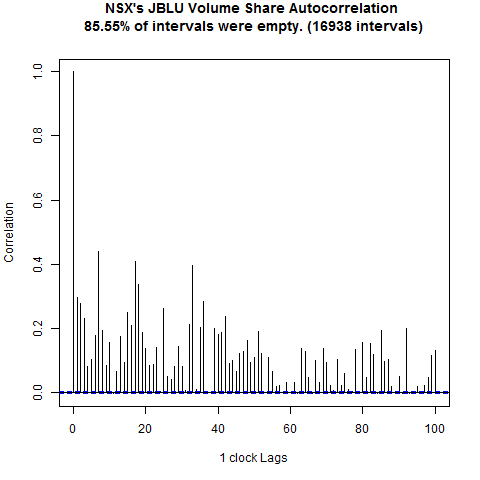 NSX's JBLU Volume Share Autocorrelation
85.55% of intervals were empty. (16938 intervals)
Correlation
1.0
0.8
0.6
0.4
0.2
0.0
0 20 40 60 80 100
1 clock Lags